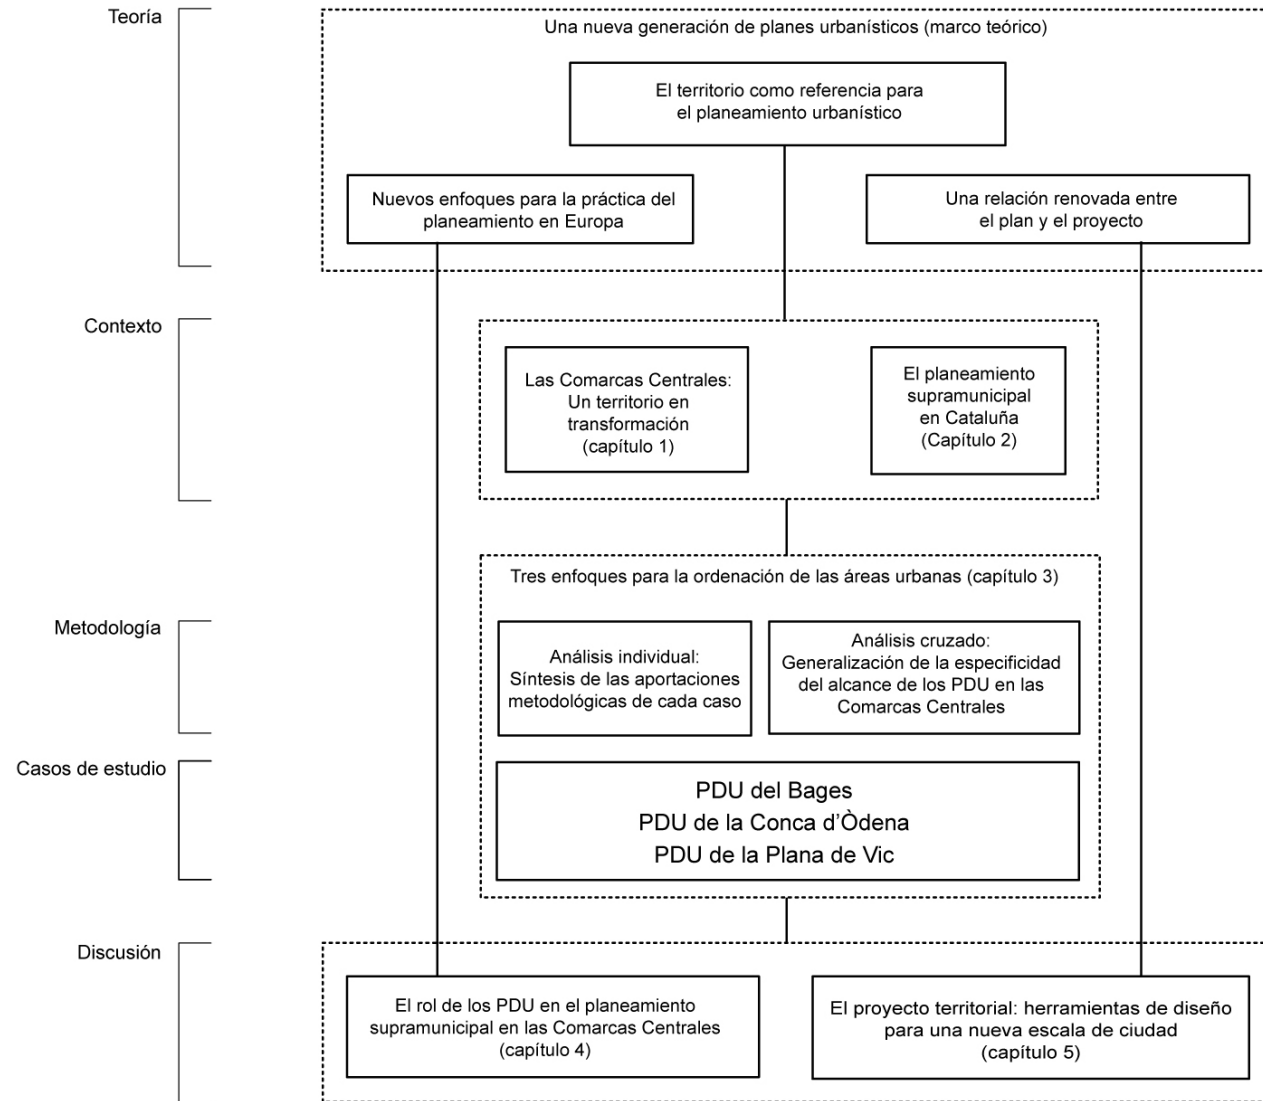 Teoría
Una nueva generación de planes urbanísticos (marco teórico)
El territorio como referencia para
el planeamiento urbanístico
Nuevos enfoques para la práctica del
planeamiento en Europa
Una relación renovada entre
el plan y el proyecto
Contexto
Las Comarcas Centrales:
Un territorio en
transformación
(capítulo 1)
El planeamiento
supramunicipal
en Cataluña
(Capítulo 2)
Tres enfoques para la ordenación de las áreas urbanas (capítulo 3)
Metodología
Análisis individual:
Síntesis de las aportaciones
metodológicas de cada caso
Análisis cruzado:
Generalización de la especificidad
del alcance de los PDU en las
Comarcas Centrales
Casos de estudio
PDU del Bages
PDU de la Conca d'Òdena
PDU de la Plana de Vic
Discusión
El rol de los PDU en el planeamiento
supramunicipal en las Comarcas Centrales
(capítulo 4)
El proyecto territorial: herramientas de diseño
para una nueva escala de ciudad
(capítulo 5)